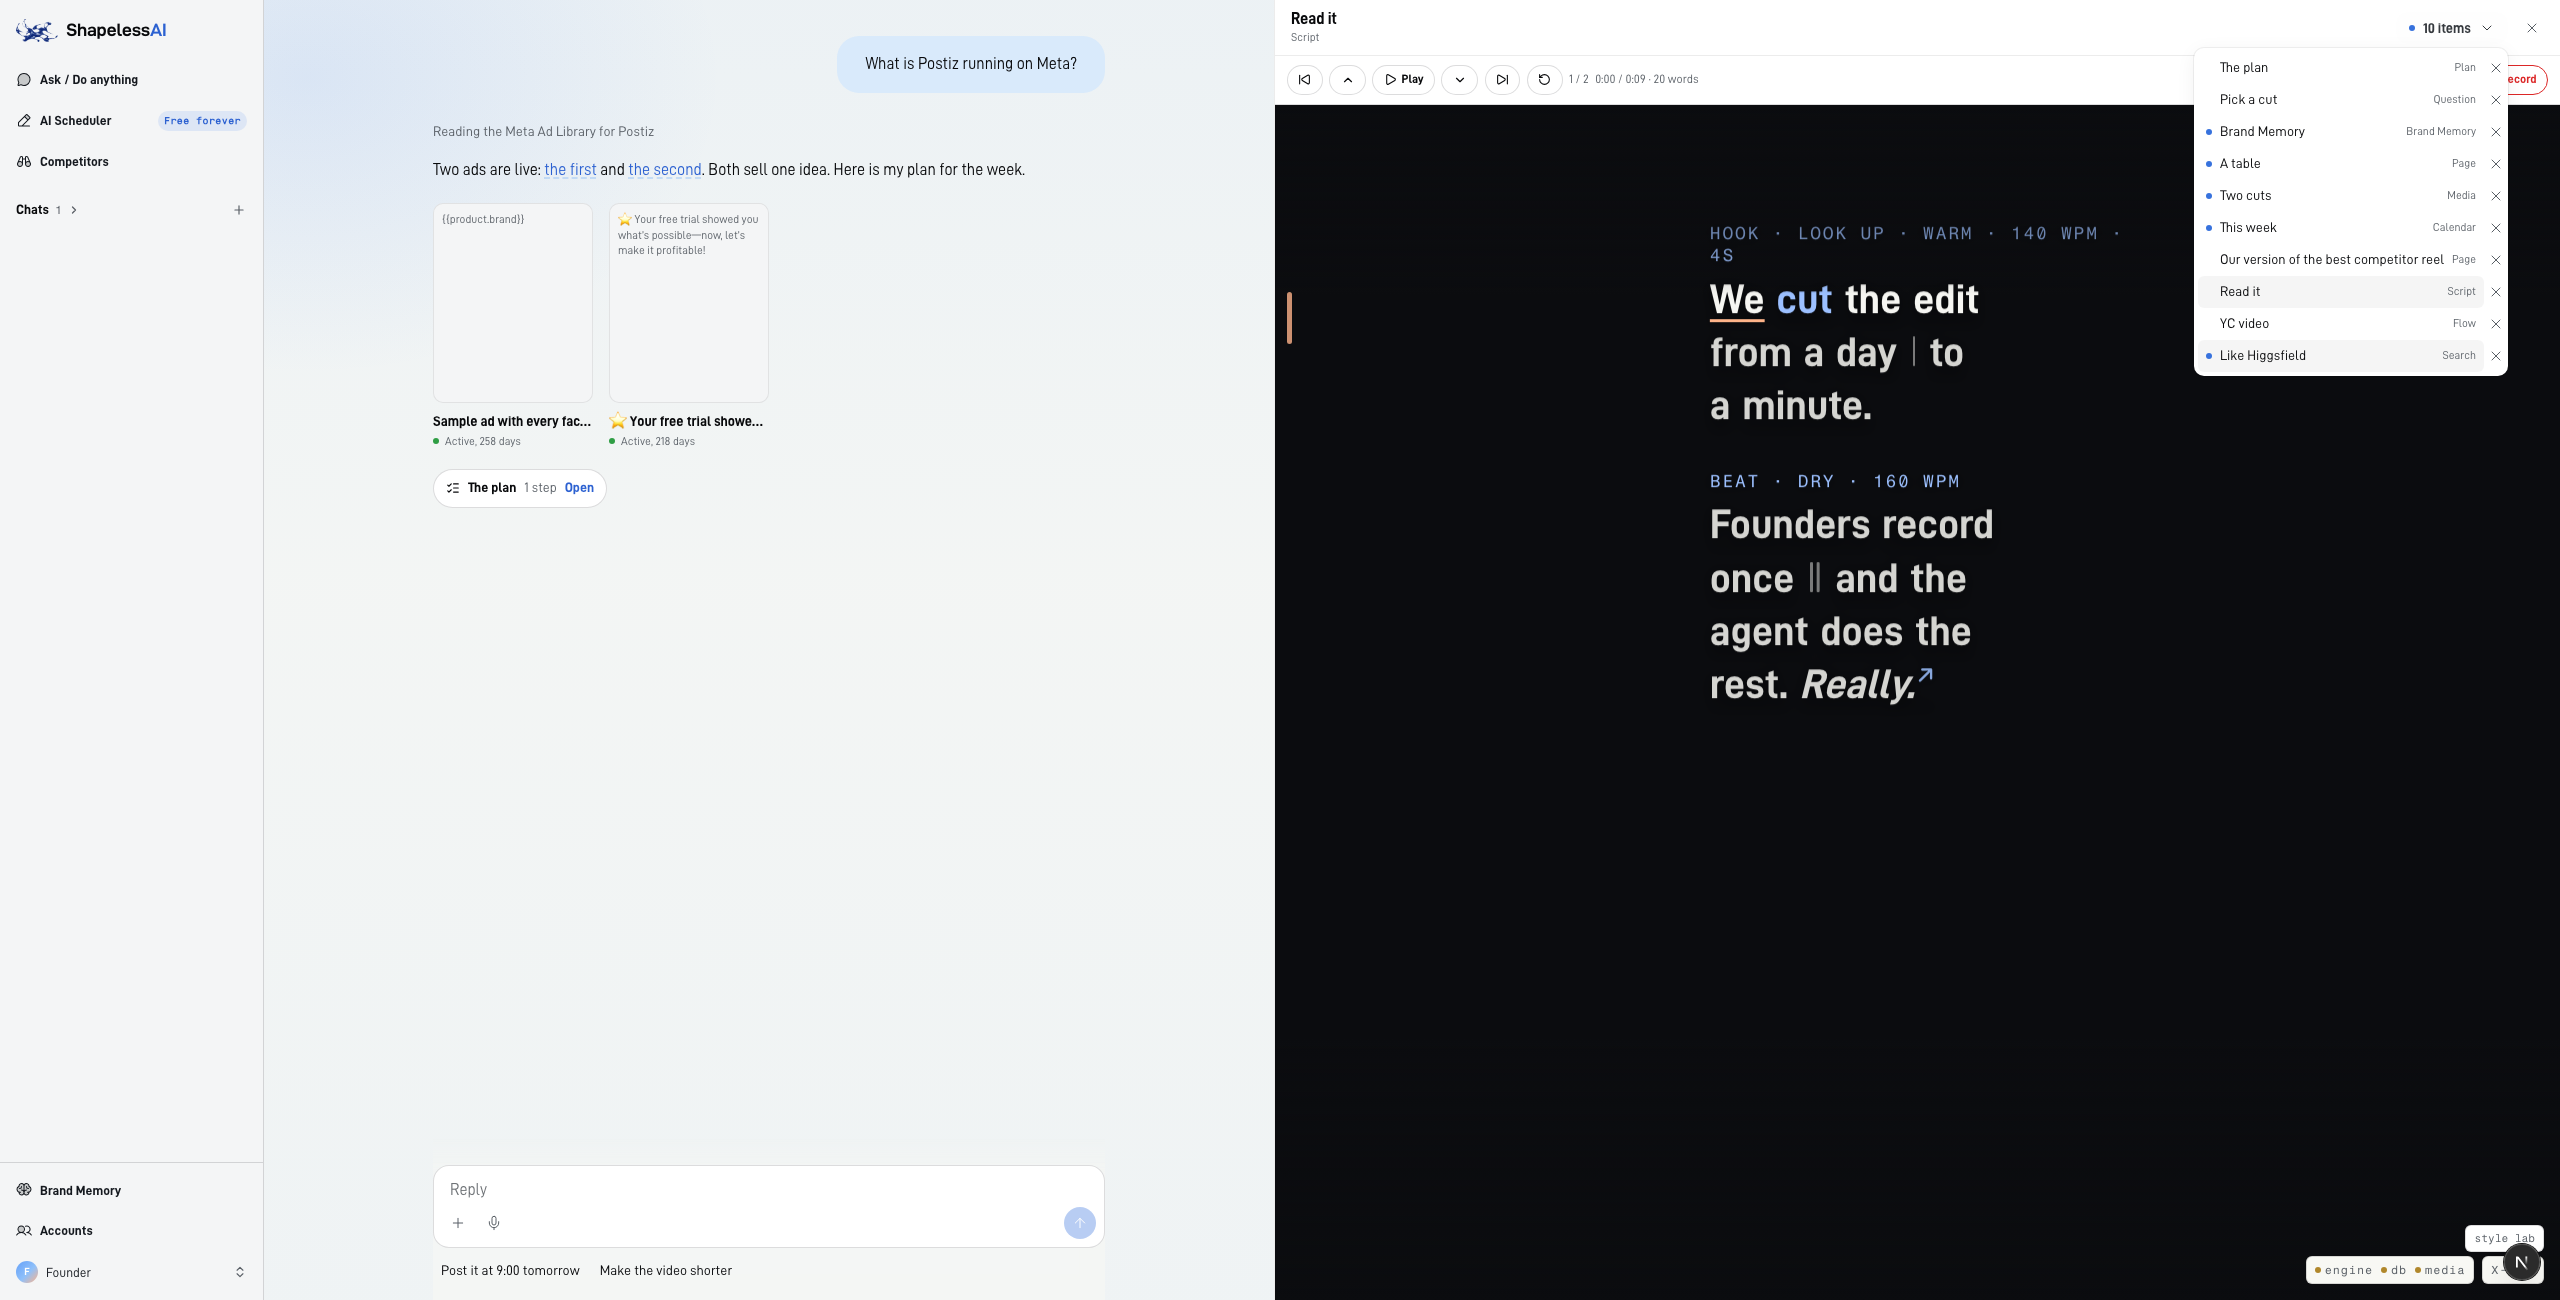 ShapelessAI
Ask / Do anything
AI Scheduler Free forever
Competitors
Chats 1
Brand Memory
Accounts
F Founder
What is Postiz running on Meta?
Reading the Meta Ad Library for Postiz
Two ads are live: the first and the second. Both sell one idea. Here is my plan for the week.
{{product.brand}}
⭐ Your free trial showed you
what's possible—now, let's
make it profitable!
Sample ad with every fac...
Active, 258 days
⭐ Your free trial showe...
Active, 218 days
The plan 1 step Open
Reply
Post it at 9:00 tomorrow Make the video shorter
Read it
Script
10 items
Play 1 / 2 0:00 / 0:09 · 20 words
ecord
The plan Plan
Pick a cut Question
Brand Memory Brand Memory
A table Page
Two cuts Media
This week Calendar
Our version of the best competitor reel Page
Read it Script
YC video Flow
Like Higgsfield Search
HOOK · LOOK UP · WARM · 140 WPM ·
4S
We cut the edit
from a day | to
a minute.
BEAT · DRY · 160 WPM
Founders record
once || and the
agent does the
rest. Really.↗
style lab
engine db media
N